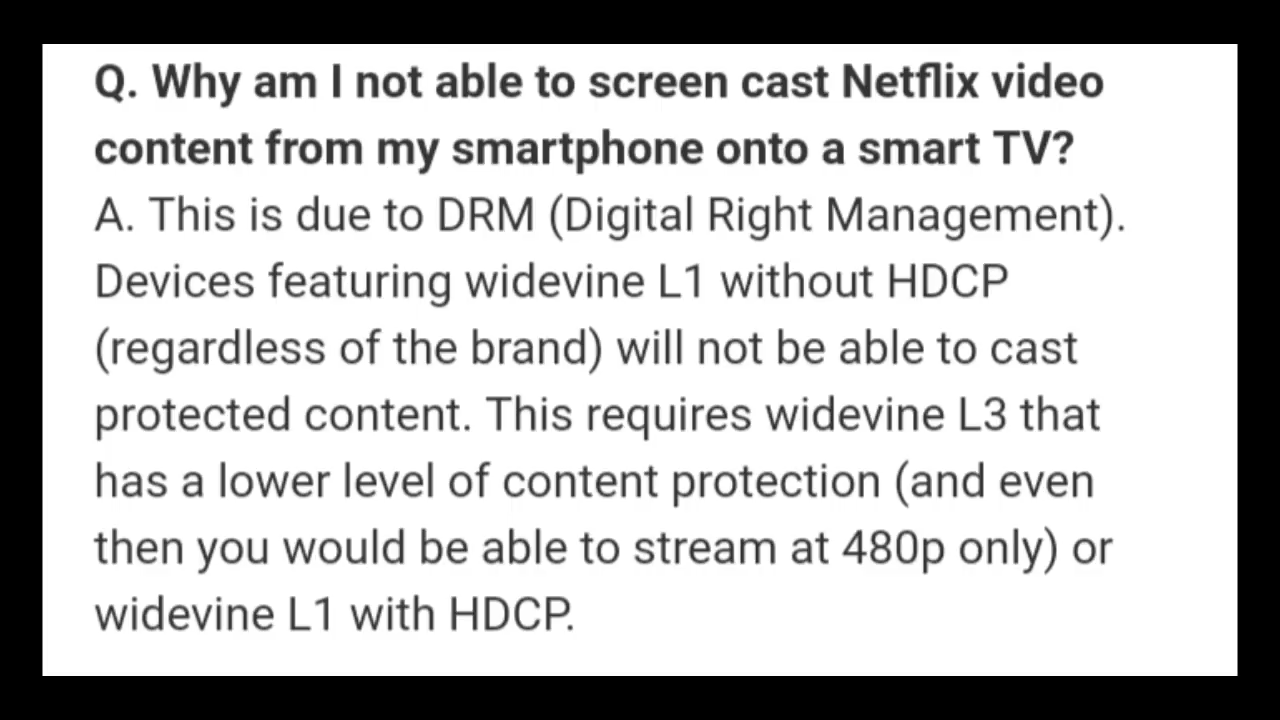 Q. Why am I not able to screen cast Netflix video
content from my smartphone onto a smart TV?
A. This is due to DRM (Digital Right Management).
Devices featuring widevine L1 without HDCP
(regardless of the brand) will not be able to cast
protected content. This requires widevine L3 that
has a lower level of content protection (and even
then you would be able to stream at 480p only) or
widevine L1 with HDCP.